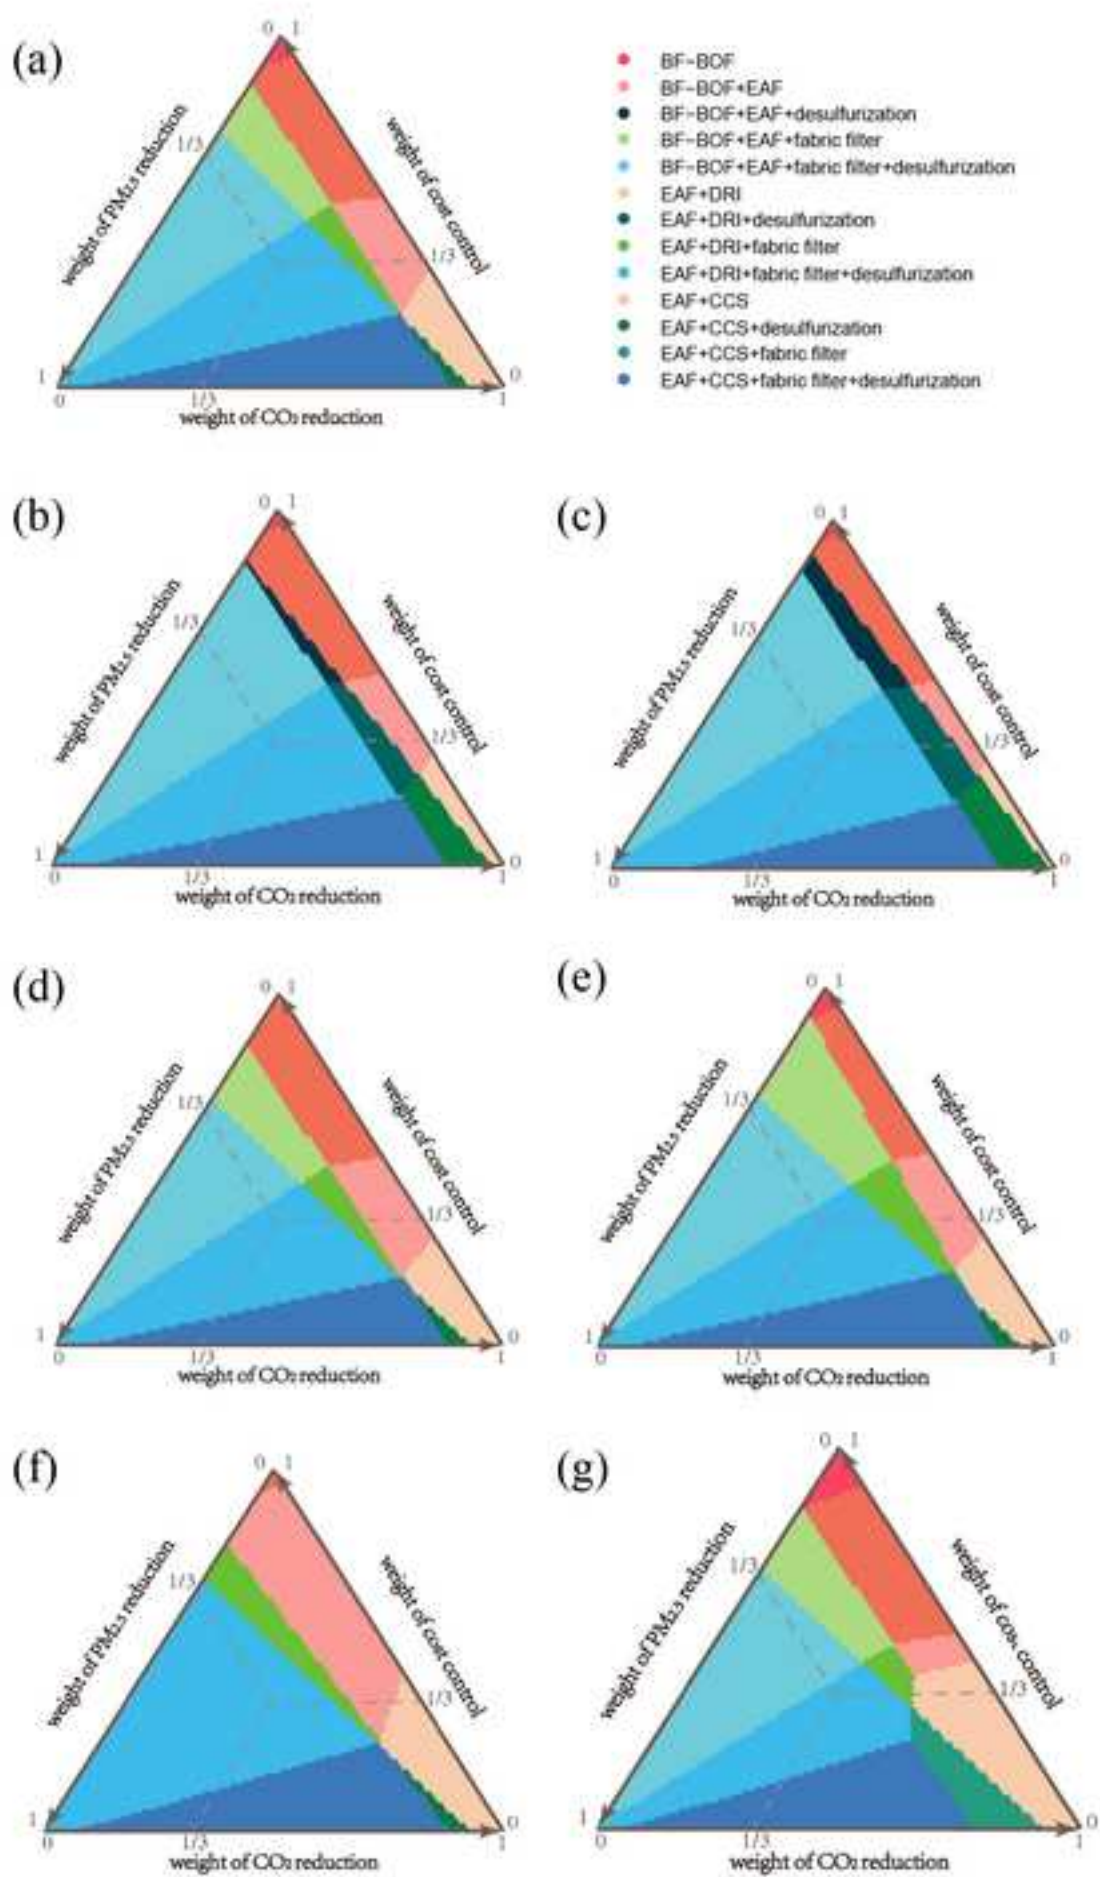 (a)
0 1
weight of PM2.5 reduction
1/3
weight of cost control
1/3
1
0
0
1/3
1
weight of CO2 reduction
BF-BOF
BF-BOF+EAF
BF-BOF+EAF+desulfurization
BF-BOF+EAF+fabric filter
BF-BOF+EAF+fabric filter+desulfurization
EAF+DRI
EAF+DRI+desulfurization
EAF+DRI+fabric filter
EAF+DRI+fabric filter+desulfurization
EAF+CCS
EAF+CCS+desulfurization
EAF+CCS+fabric filter
EAF+CCS+fabric filter+desulfurization
(b)
0 1
weight of PM2.5 reduction
1/3
weight of cost control
1/3
1
0
0
1/3
1
weight of CO2 reduction
(c)
0 1
weight of PM2.5 reduction
1/3
weight of cost control
1/3
1
0
0
1/3
1
weight of CO2 reduction
(d)
0 1
weight of PM2.5 reduction
1/3
weight of cost control
1/3
1
0
0
1/3
1
weight of CO2 reduction
(e)
0 1
weight of PM2.5 reduction
1/3
weight of cost control
1/3
1
0
0
1/3
1
weight of CO2 reduction
(f)
0 1
weight of PM2.5 reduction
1/3
weight of cost control
1/3
1
0
0
1/3
1
weight of CO2 reduction
(g)
0 1
weight of PM2.5 reduction
1/3
weight of cost control
1/3
1
0
0
1/3
1
weight of CO2 reduction